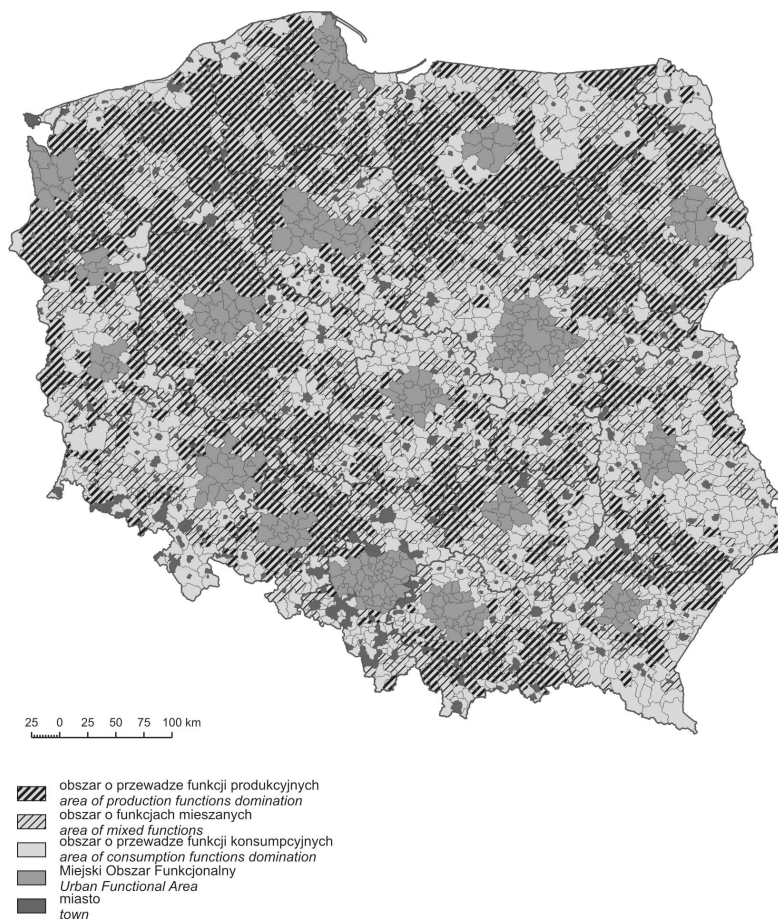 25 0 25 50 75 100 km
obszar o przewadze funkcji produkcyjnych
area of production functions domination
obszar o funkcjach mieszanych
area of mixed functions
obszar o przewadze funkcji konsumpcyjnych
area of consumption functions domination
Miejski Obszar Funkcjonalny
Urban Functional Area
miasto
town